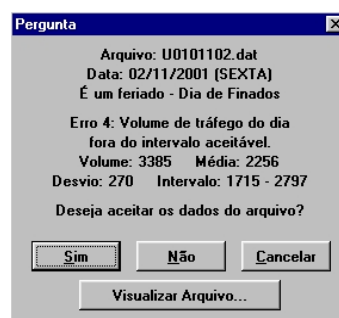 Pergunta
Arquivo: U0101102.dat
Data: 02/11/2001 (SEXTA)
É um feriado - Dia de Finados
Erro 4: Volume de tráfego do dia
fora do intervalo aceitável.
Volume: 3385 Média: 2256
Desvio: 270 Intervalo: 1715 - 2797
Deseja aceitar os dados do arquivo?
Sim Não Cancelar
Visualizar Arquivo...